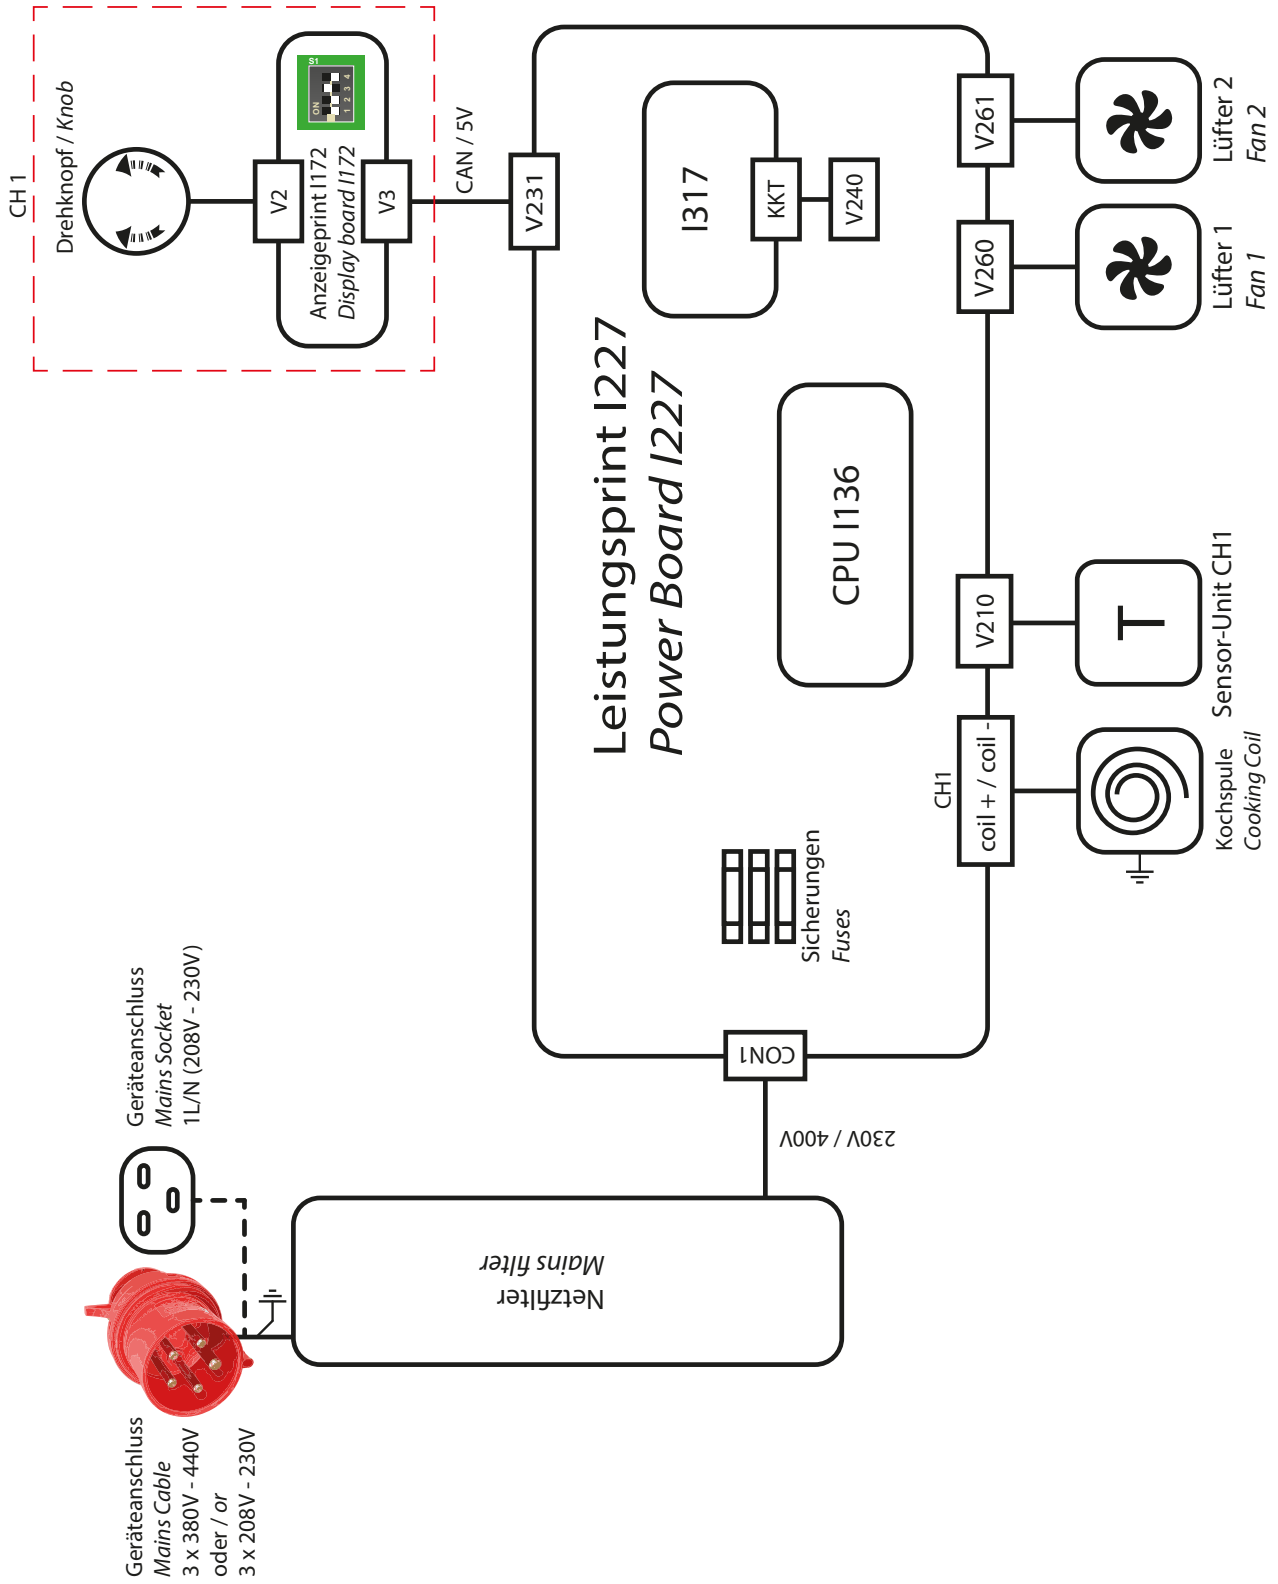 Geräteanschluss
Mains Cable
3 x 380V - 440V
oder / or
3 x 208V - 230V
Geräteanschluss
Mains Socket
1L/N (208V - 230V)
Netzfilter
Mains filter
230V / 400V
CON1
CH 1
Drehknopf / Knob
V2
Anzeigeprint I172
Display board I172
S1
ON
1 2 3 4
V3
CAN / 5V
V231
Leistungsprint I227
Power Board I227
I317
KKT
V240
CPU I136
Sicherungen
Fuses
CH1
coil + / coil -
V210
V260
V261
Kochspule
Cooking Coil
T
Sensor-Unit CH1
Lüfter 1
Fan 1
Lüfter 2
Fan 2